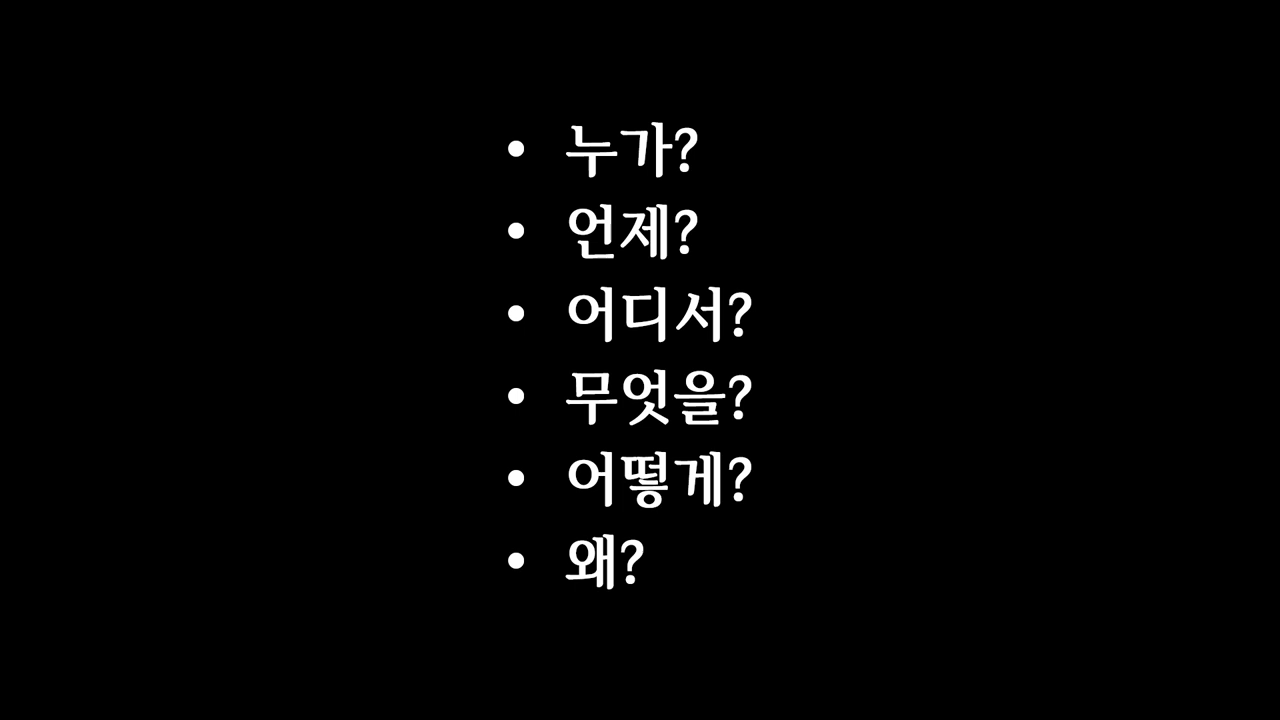 • 누가?
• 언제?
• 어디서?
• 무엇을?
• 어떻게?
• 왜?